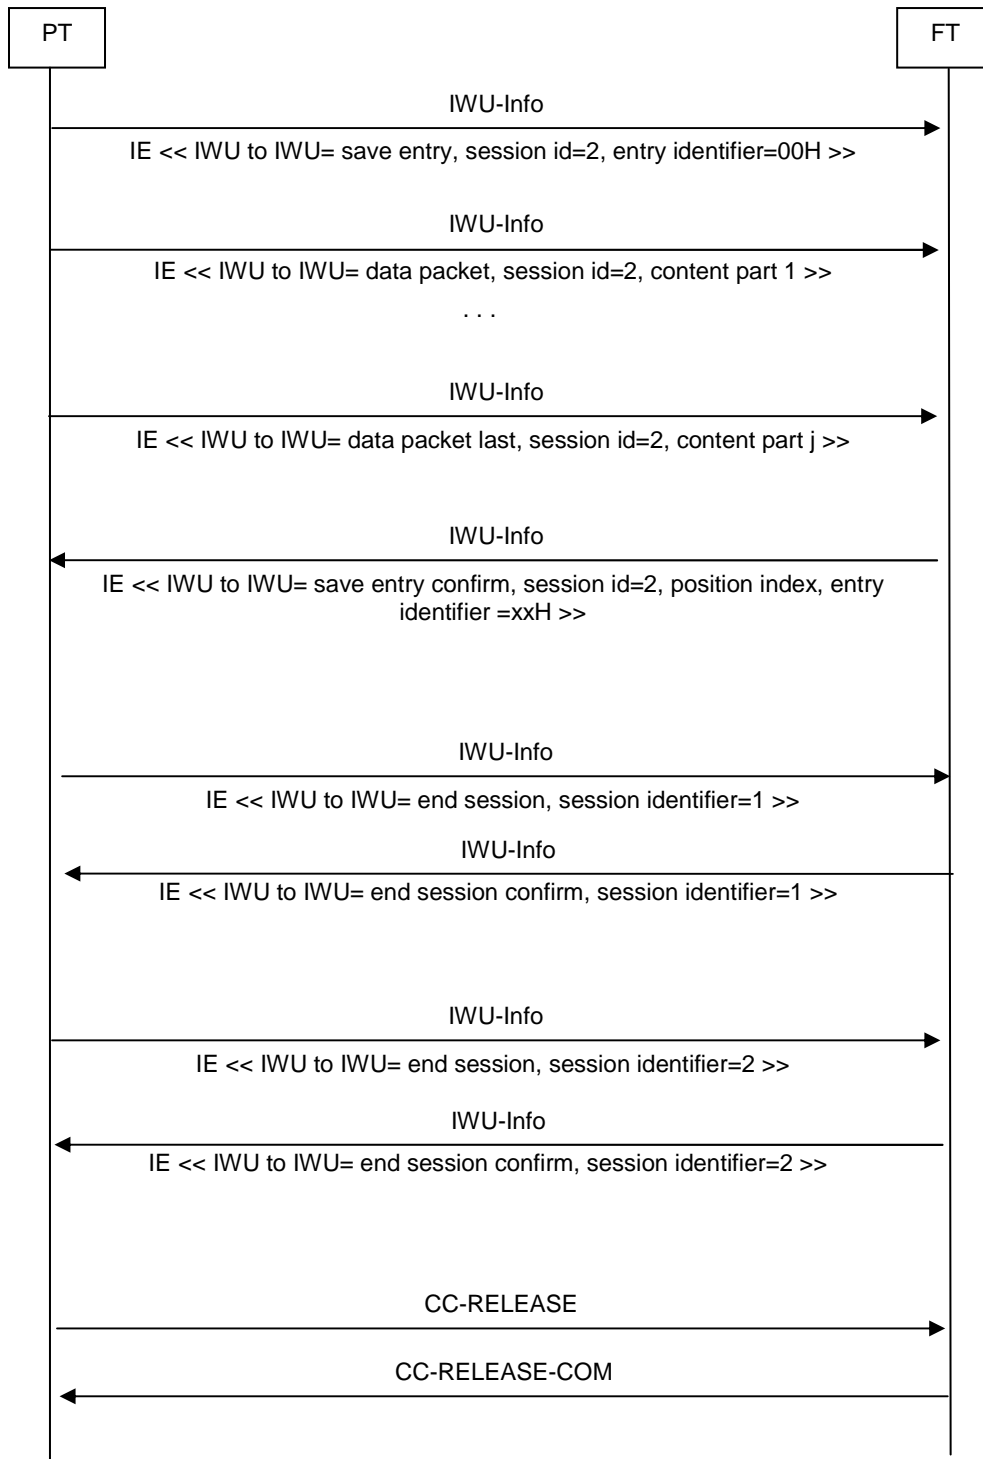 PT
FT
IWU-Info
IE << IWU to IWU= save entry, session id=2, entry identifier=00H >>
IWU-Info
IE << IWU to IWU= data packet, session id=2, content part 1 >>
. . .
IWU-Info
IE << IWU to IWU= data packet last, session id=2, content part j >>
IWU-Info
IE << IWU to IWU= save entry confirm, session id=2, position index, entry
identifier =xxH >>
IWU-Info
IE << IWU to IWU= end session, session identifier=1 >>
IWU-Info
IE << IWU to IWU= end session confirm, session identifier=1 >>
IWU-Info
IE << IWU to IWU= end session, session identifier=2 >>
IWU-Info
IE << IWU to IWU= end session confirm, session identifier=2 >>
CC-RELEASE
CC-RELEASE-COM